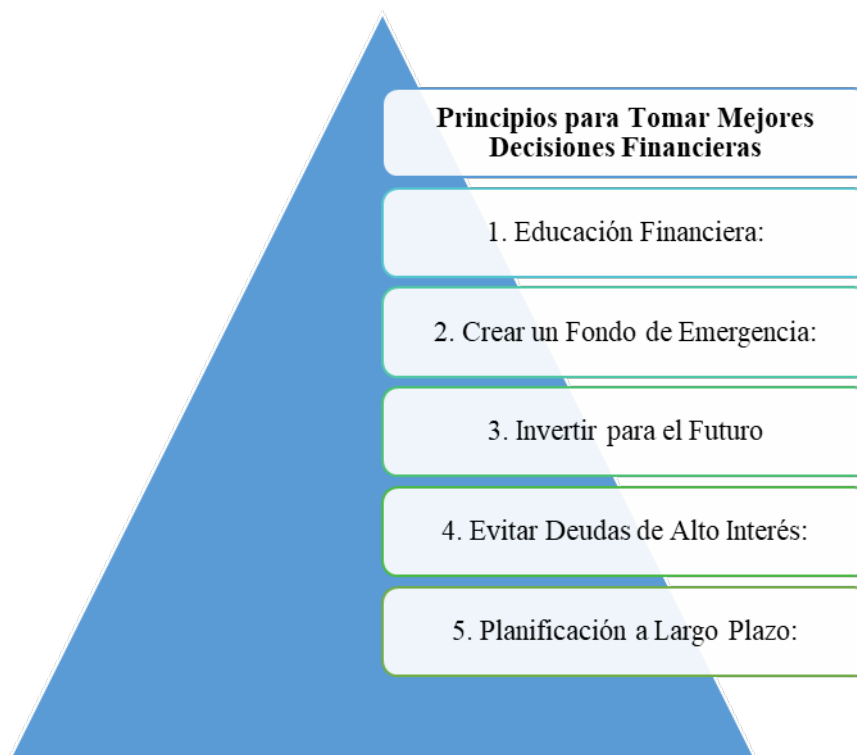 Principios para Tomar Mejores
Decisiones Financieras
1. Educación Financiera:
2. Crear un Fondo de Emergencia:
3. Invertir para el Futuro
4. Evitar Deudas de Alto Interés:
5. Planificación a Largo Plazo: